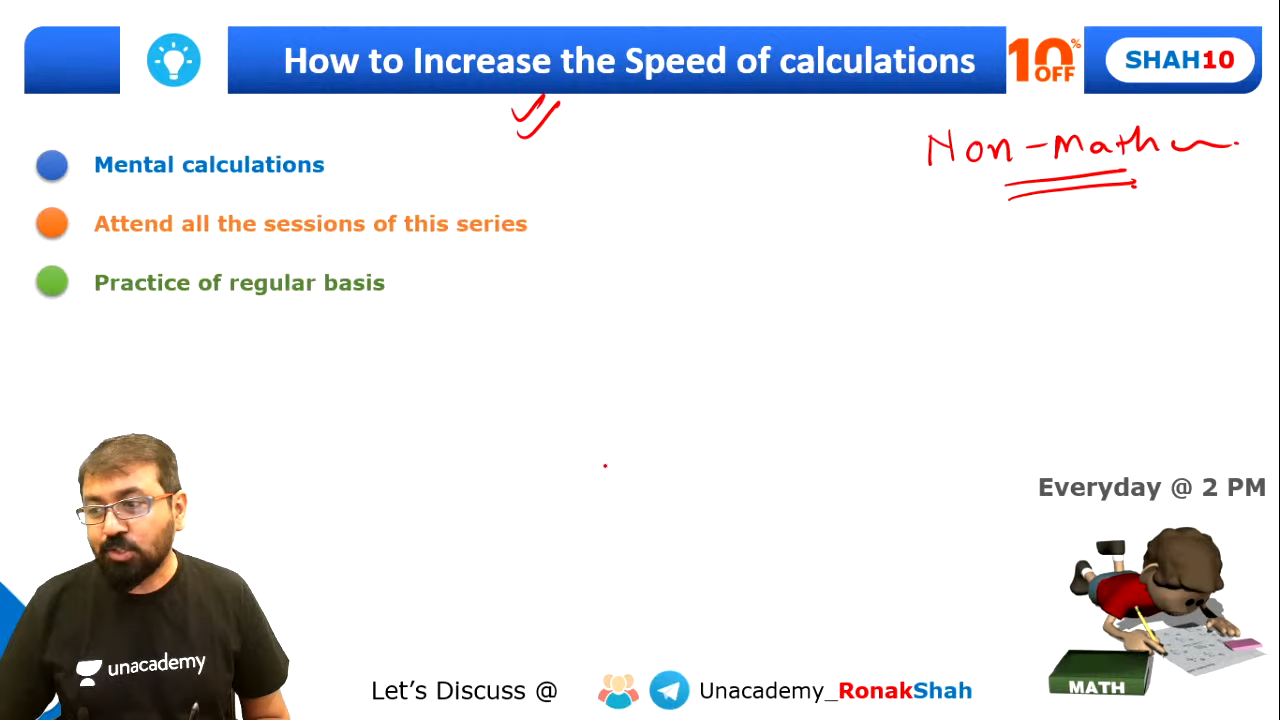 How to Increase the Speed of calculations
10% OFF
SHAH10
Non-Math
Mental calculations
Attend all the sessions of this series
Practice of regular basis
Everyday @ 2 PM
unacademy
MATH
Let's Discuss @ Unacademy_RonakShah